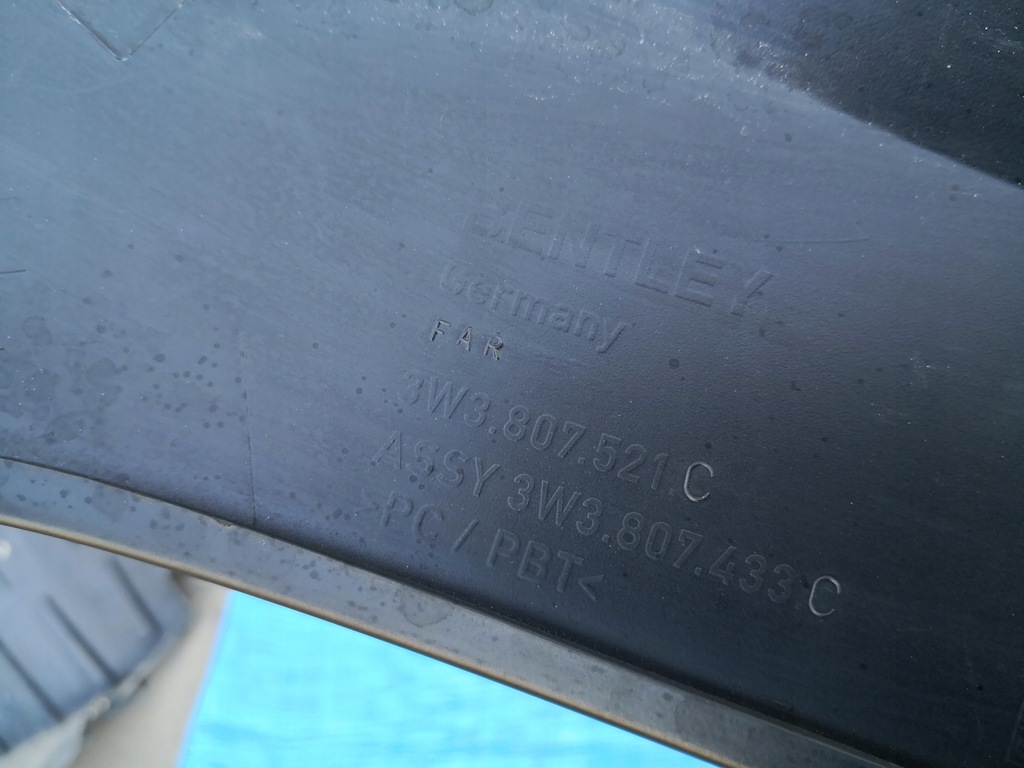 BENTLEY
Germany
FAR
3W3.807.521.C
ASSY 3W3.807.433.C
>PC / PBT<